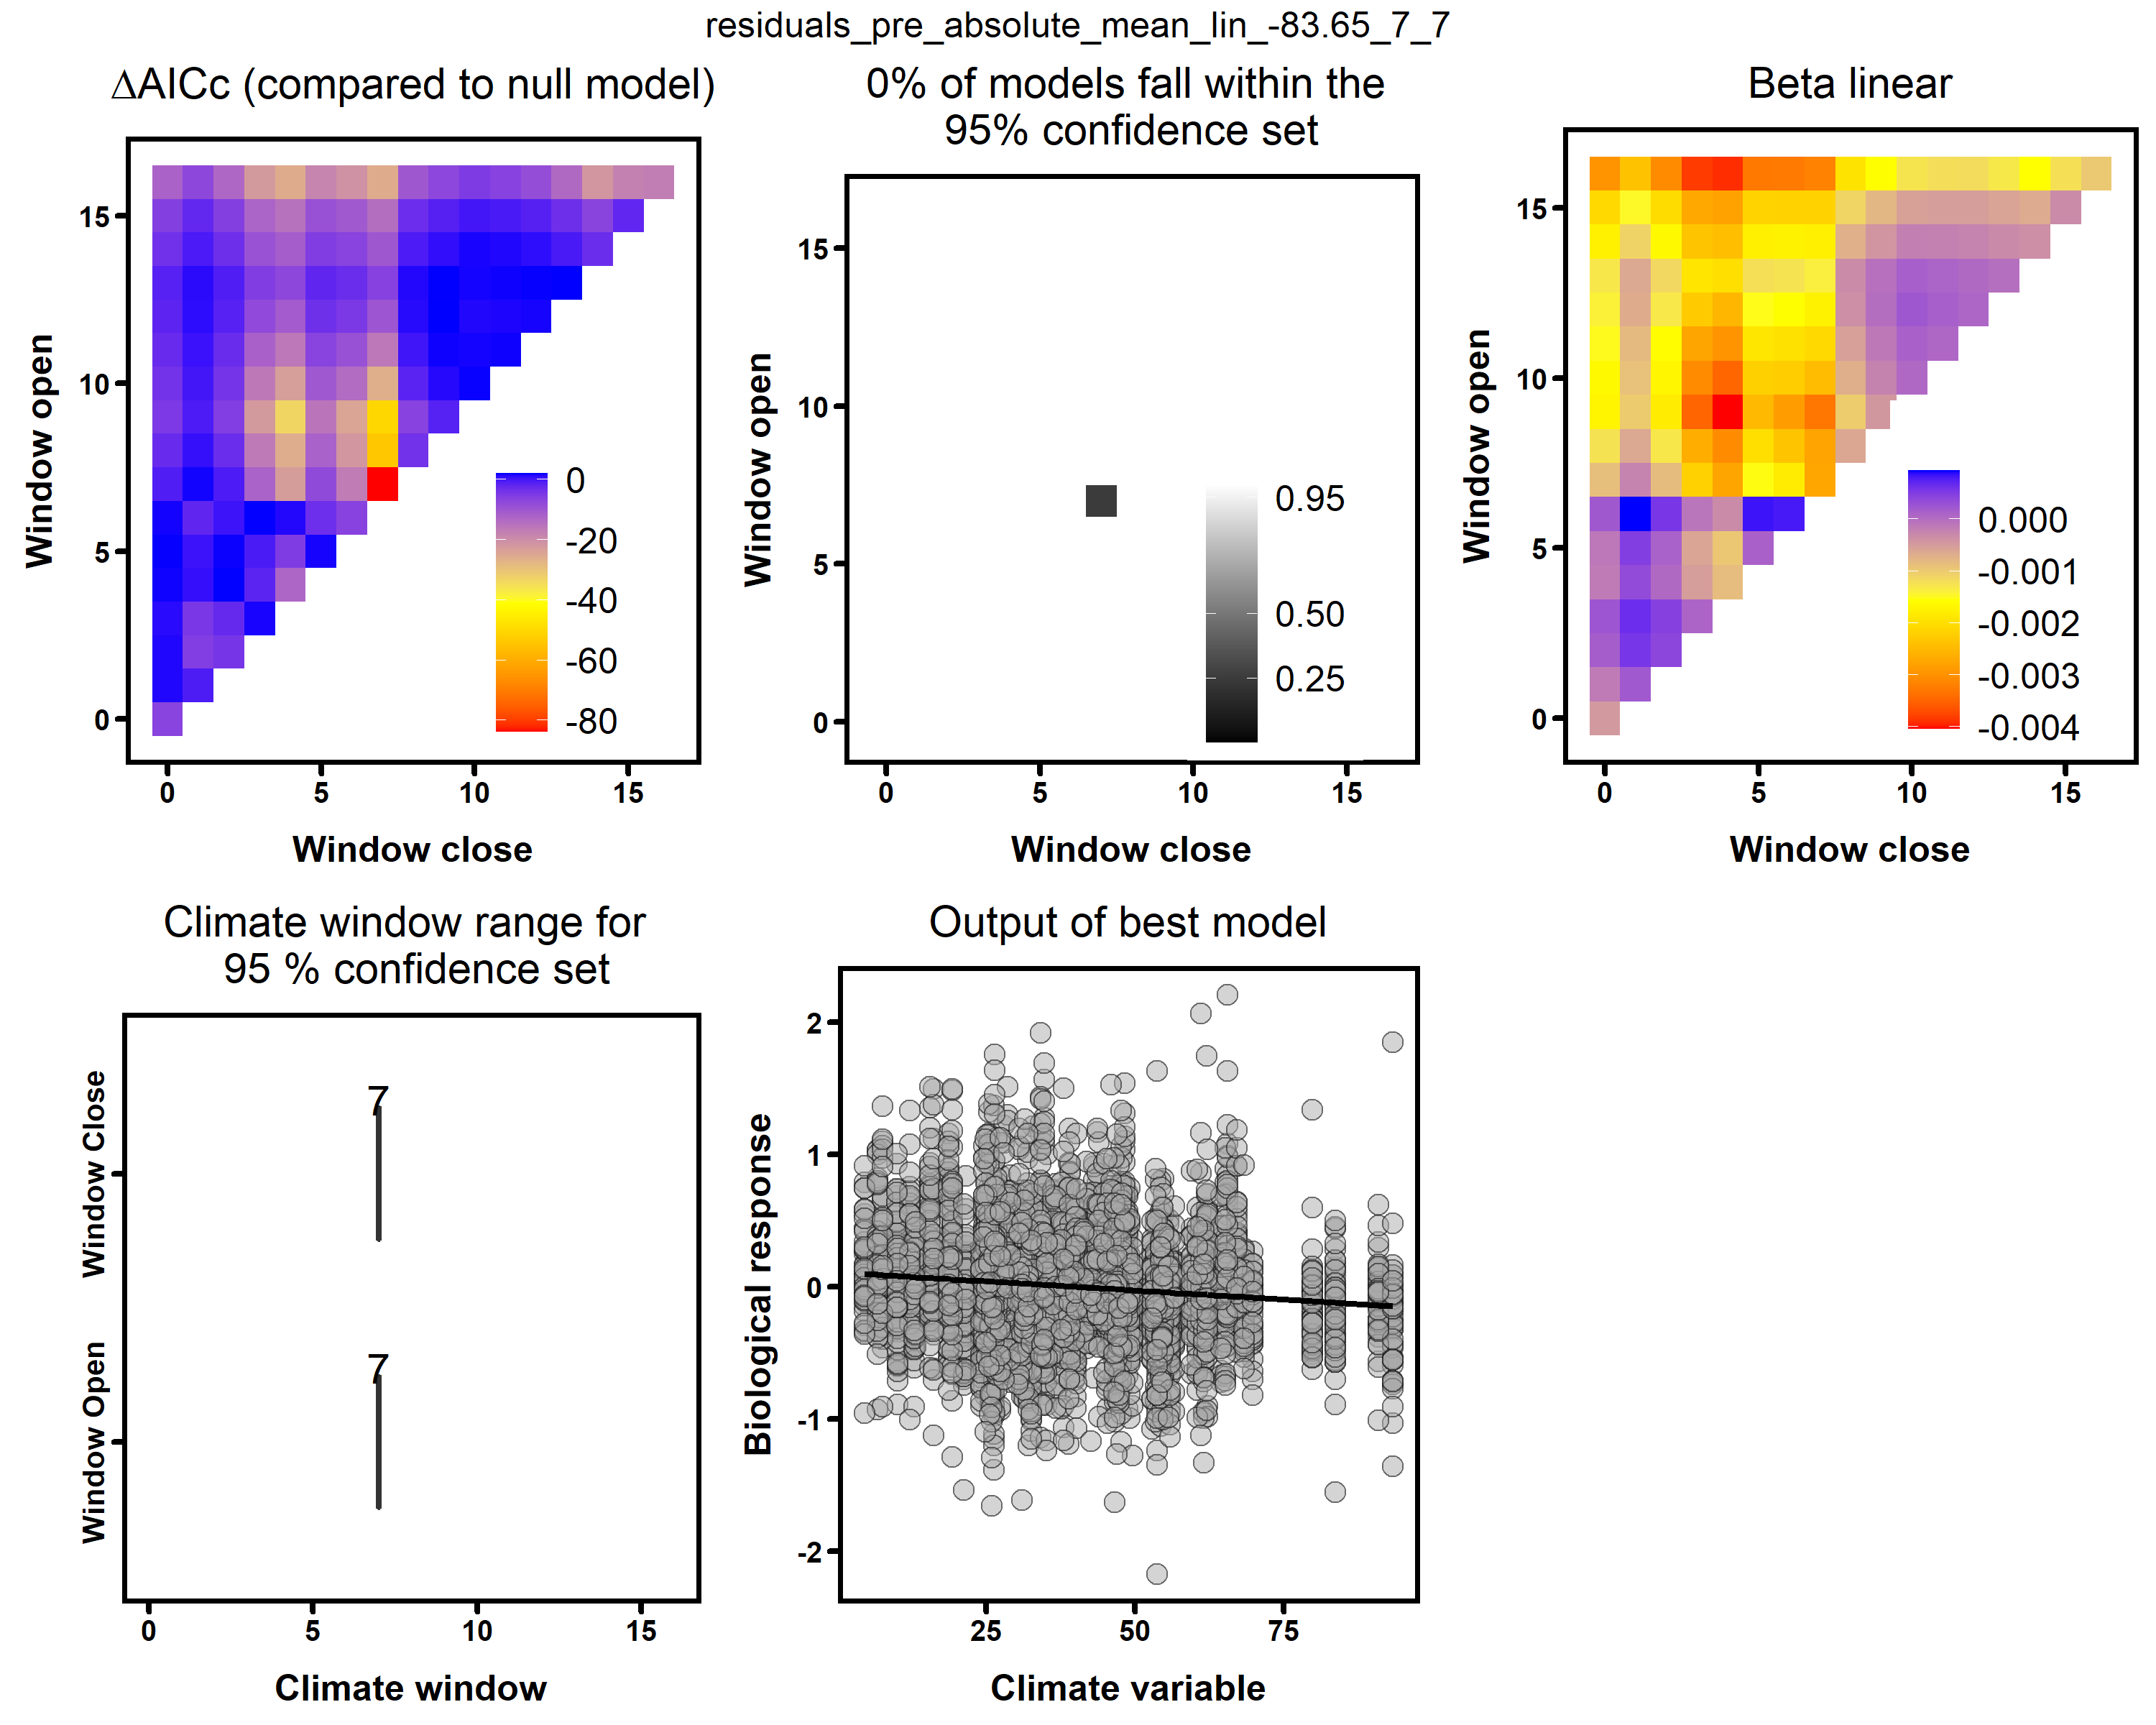 residuals_pre_absolute_mean_lin_-83.65_7_7
ΔAICc (compared to null model)
Window open
15
10
5
0
0
-20
-40
-60
-80
0
5
10
15
Window close
0% of models fall within the
95% confidence set
Window open
15
10
5
0
0.95
0.50
0.25
0
5
10
15
Window close
Beta linear
Window open
15
10
5
0
0.000
-0.001
-0.002
-0.003
-0.004
0
5
10
15
Window close
Climate window range for
95 % confidence set
Window Close
Window Open
7
7
0
5
10
15
Climate window
Output of best model
Biological response
2
1
0
-1
-2
25
50
75
Climate variable